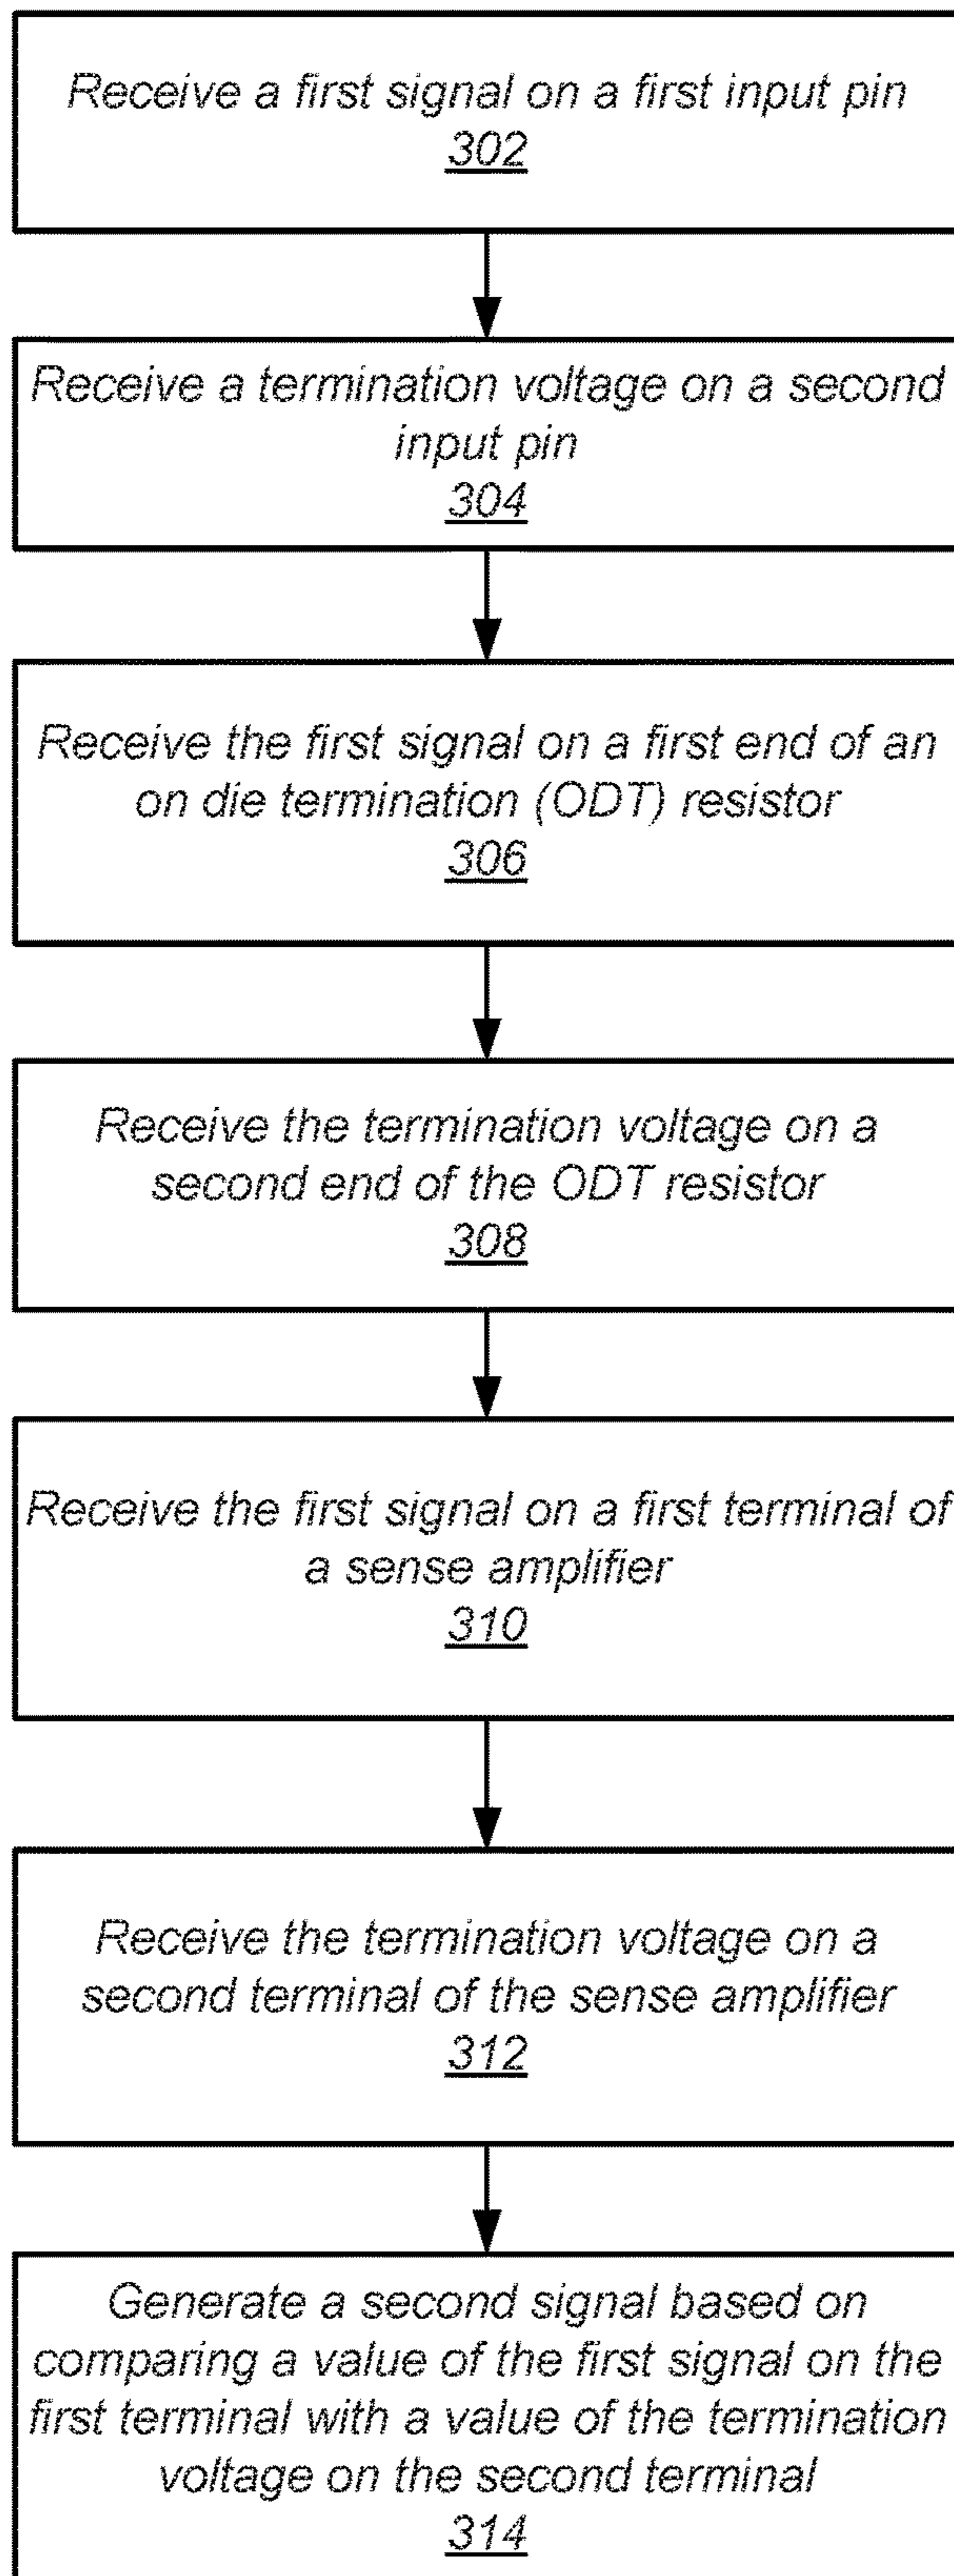 Receive a first signal on a first input pin
302
Receive a termination voltage on a second
input pin
304
Receive the first signal on a first end of an
on die termination (ODT) resistor
306
Receive the termination voltage on a
second end of the ODT resistor
308
Receive the first signal on a first terminal of
a sense amplifier
310
Receive the termination voltage on a
second terminal of the sense amplifier
312
Generate a second signal based on
comparing a value of the first signal on the
first terminal with a value of the termination
voltage on the second terminal
314